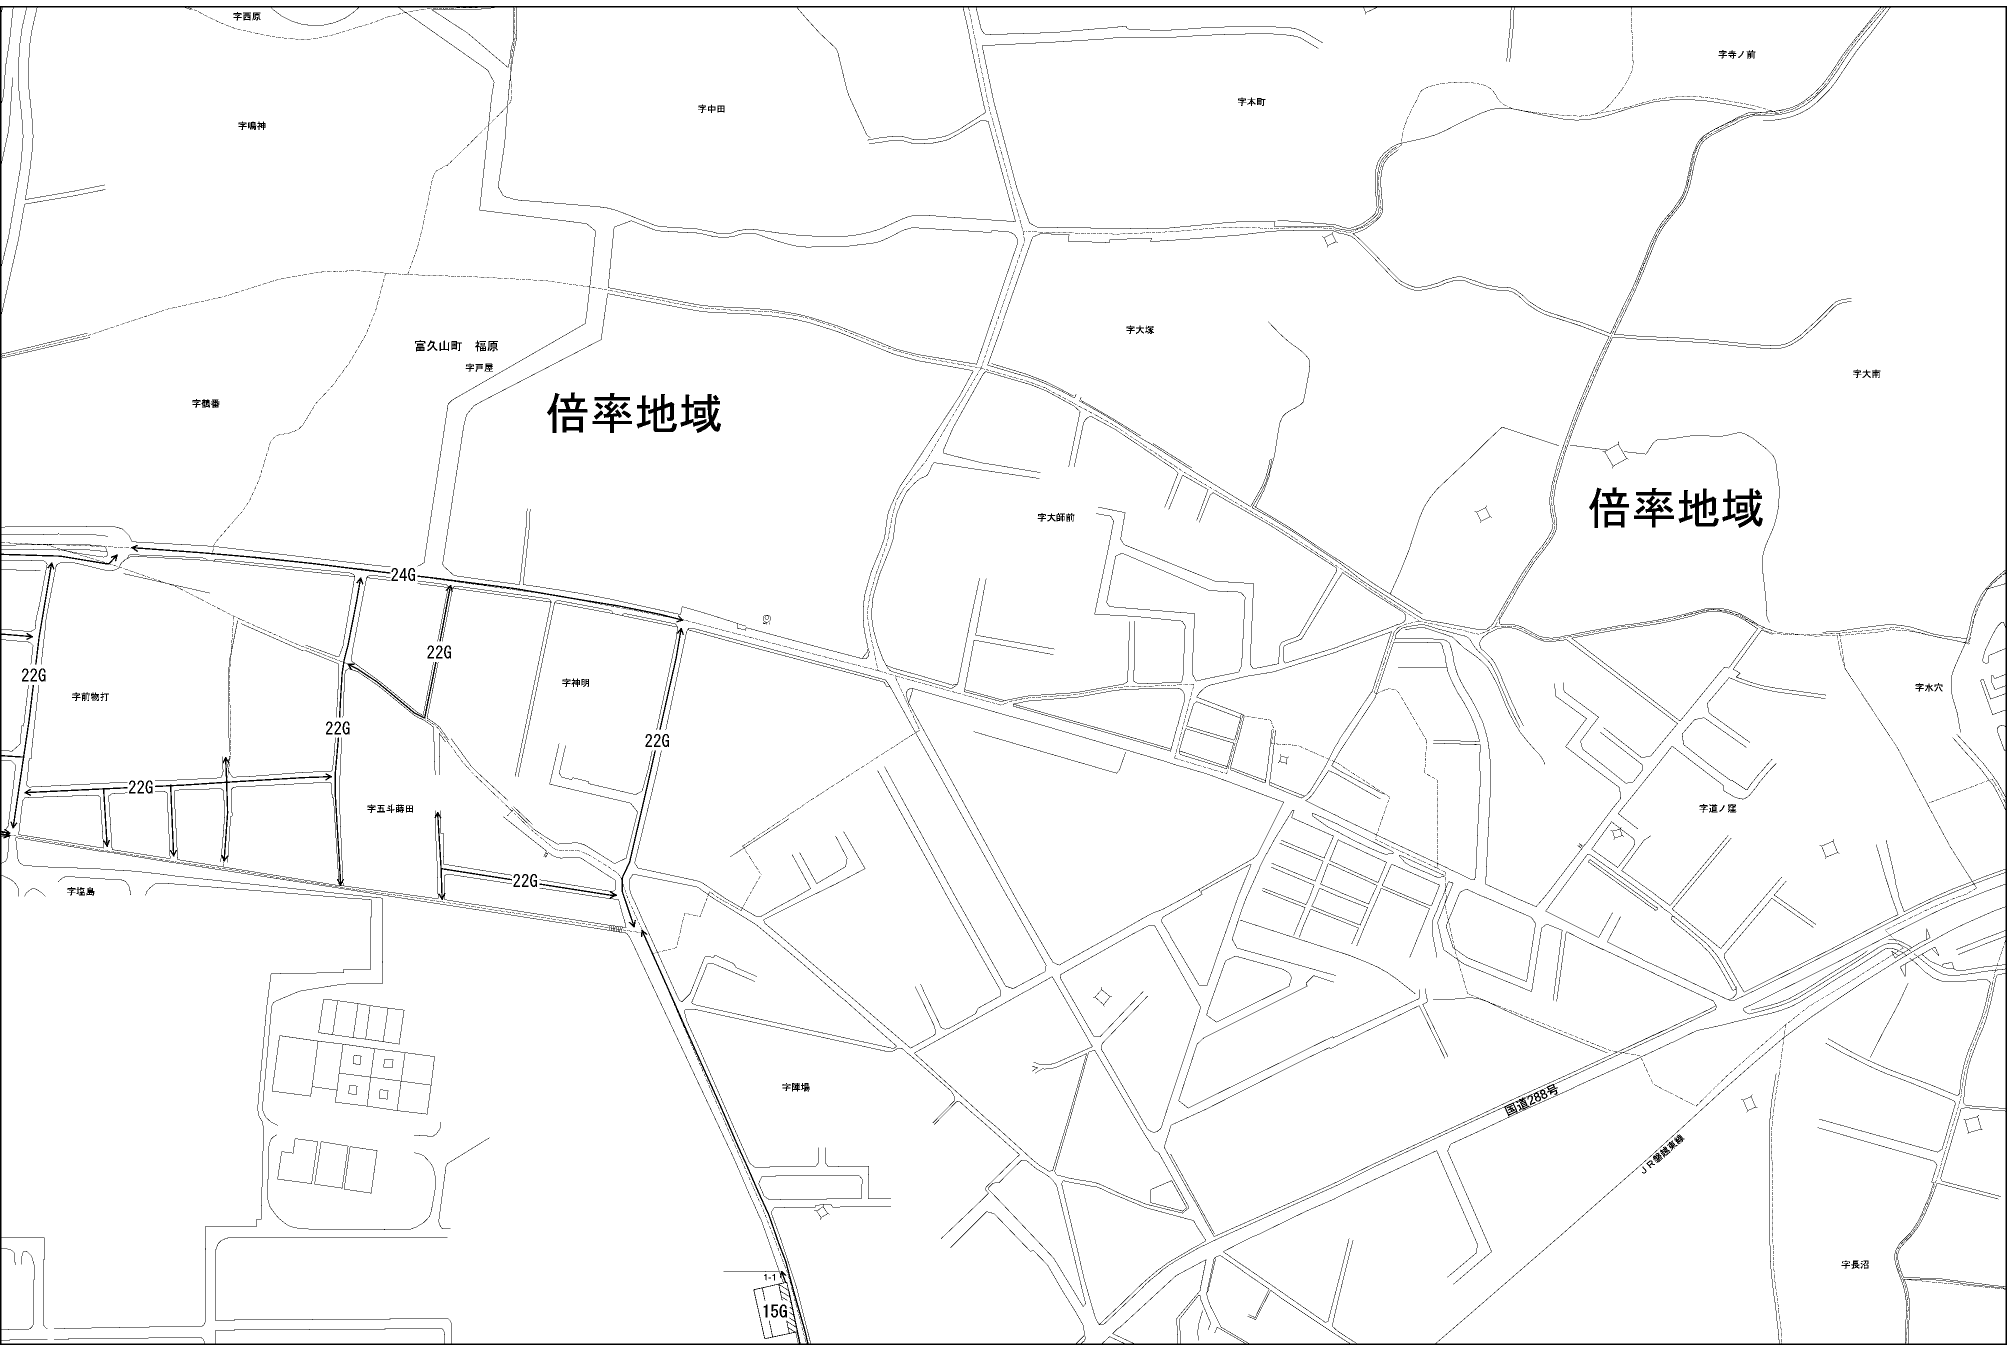 字西原
字寺ノ前
字本町
字中田
字鳴神
字大塚
富久山町　福原
字戸屋
字大南
字鶴番
倍率地域
倍率地域
字大師前
24G
22G
22G
字神明
字水穴
字前物打
22G
22G
22G
字五斗蒔田
字道ノ窪
22G
字塩島
字陣場
国道288号
JR磐越東線
字長沼
1-1
15G